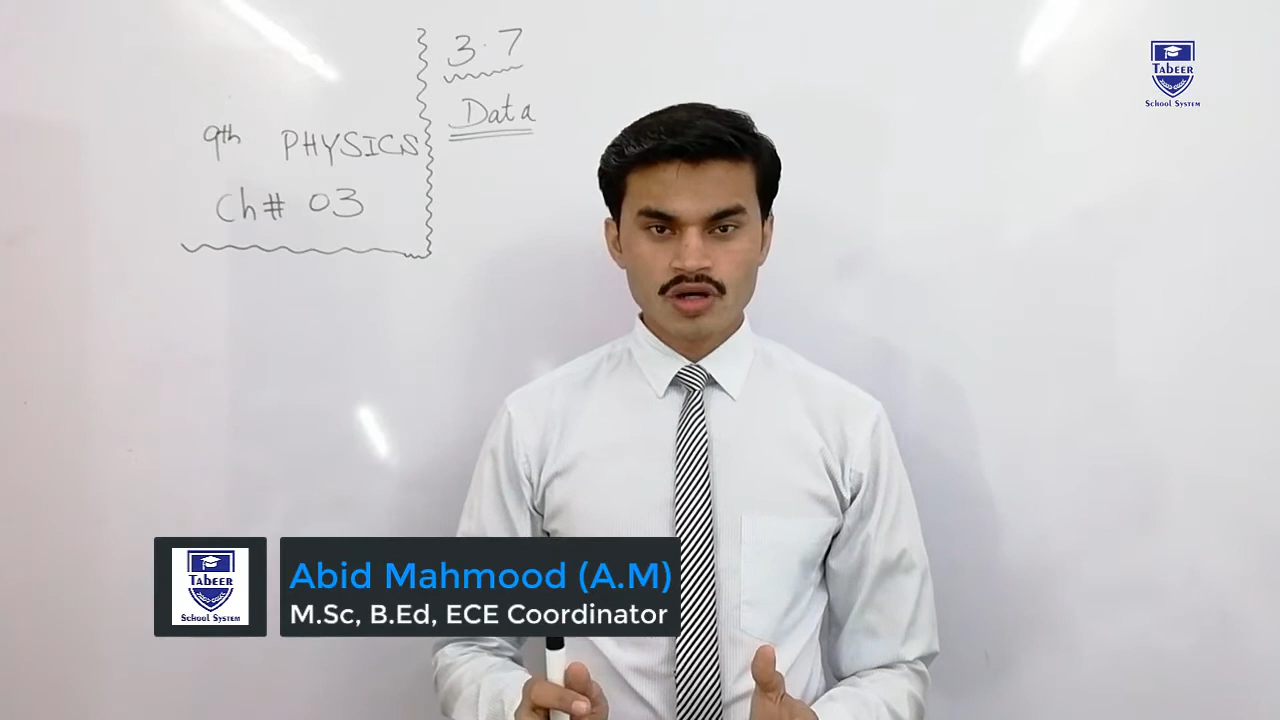 3.7
Data
9th PHYSICS
Ch# 03
TABEER
SCHOOL SYSTEM
TABEER
SCHOOL SYSTEM
Abid Mahmood (A.M)
M.Sc, B.Ed, ECE Coordinator